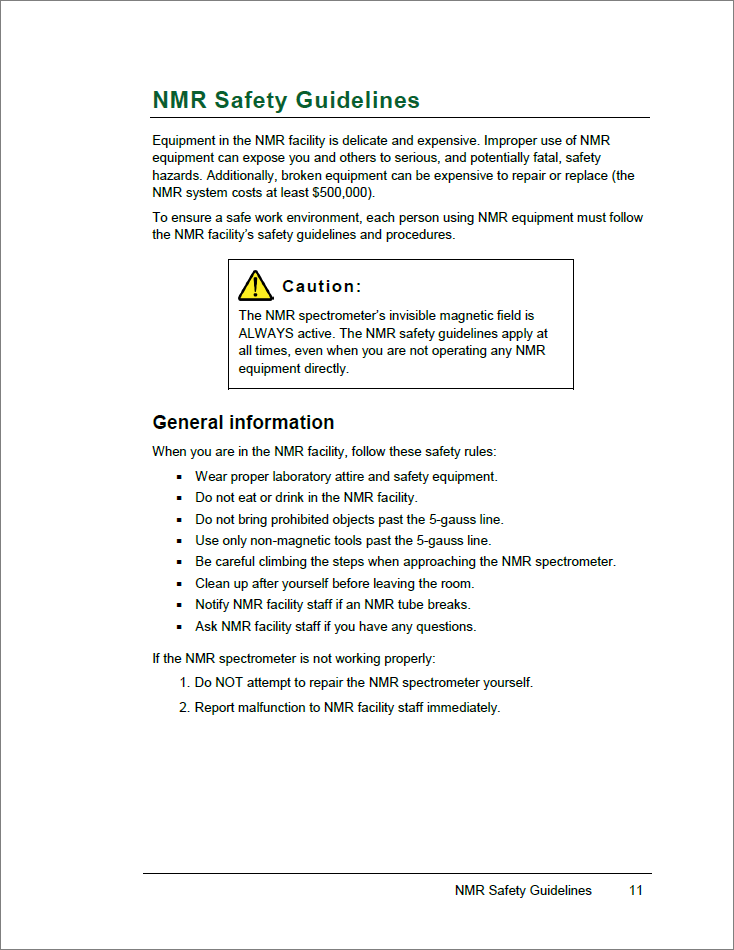 NMR Safety Guidelines
Equipment in the NMR facility is delicate and expensive. Improper use of NMR
equipment can expose you and others to serious, and potentially fatal, safety
hazards. Additionally, broken equipment can be expensive to repair or replace (the
NMR system costs at least $500,000).
To ensure a safe work environment, each person using NMR equipment must follow
the NMR facility's safety guidelines and procedures.
Caution:
The NMR spectrometer's invisible magnetic field is
ALWAYS active. The NMR safety guidelines apply at
all times, even when you are not operating any NMR
equipment directly.
General information
When you are in the NMR facility, follow these safety rules:
▪ Wear proper laboratory attire and safety equipment.
▪ Do not eat or drink in the NMR facility.
▪ Do not bring prohibited objects past the 5-gauss line.
▪ Use only non-magnetic tools past the 5-gauss line.
▪ Be careful climbing the steps when approaching the NMR spectrometer.
▪ Clean up after yourself before leaving the room.
▪ Notify NMR facility staff if an NMR tube breaks.
▪ Ask NMR facility staff if you have any questions.
If the NMR spectrometer is not working properly:
1. Do NOT attempt to repair the NMR spectrometer yourself.
2. Report malfunction to NMR facility staff immediately.
NMR Safety Guidelines 11